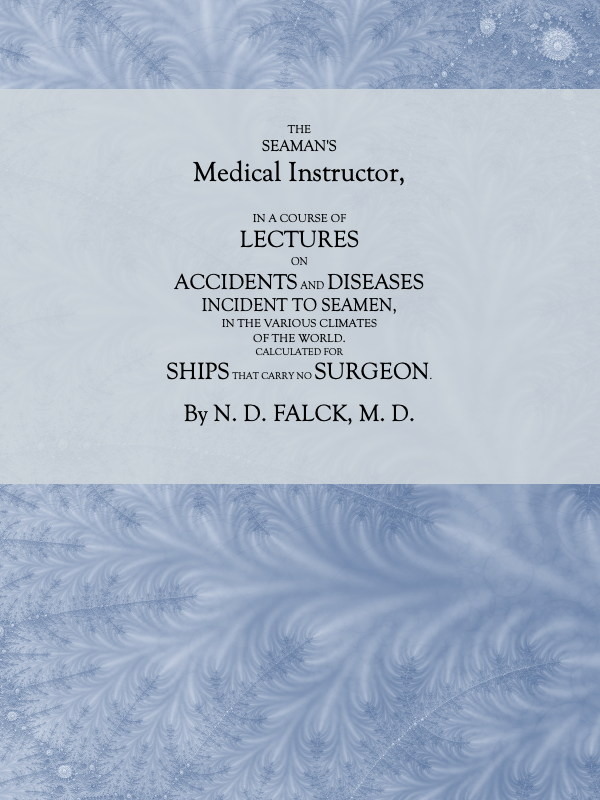 THE
SEAMAN'S
Medical Instructor,
IN A COURSE OF
LECTURES
ON
ACCIDENTS AND DISEASES
INCIDENT TO SEAMEN,
IN THE VARIOUS CLIMATES
OF THE WORLD.
CALCULATED FOR
SHIPS THAT CARRY NO SURGEON.
By N. D. FALCK, M. D.